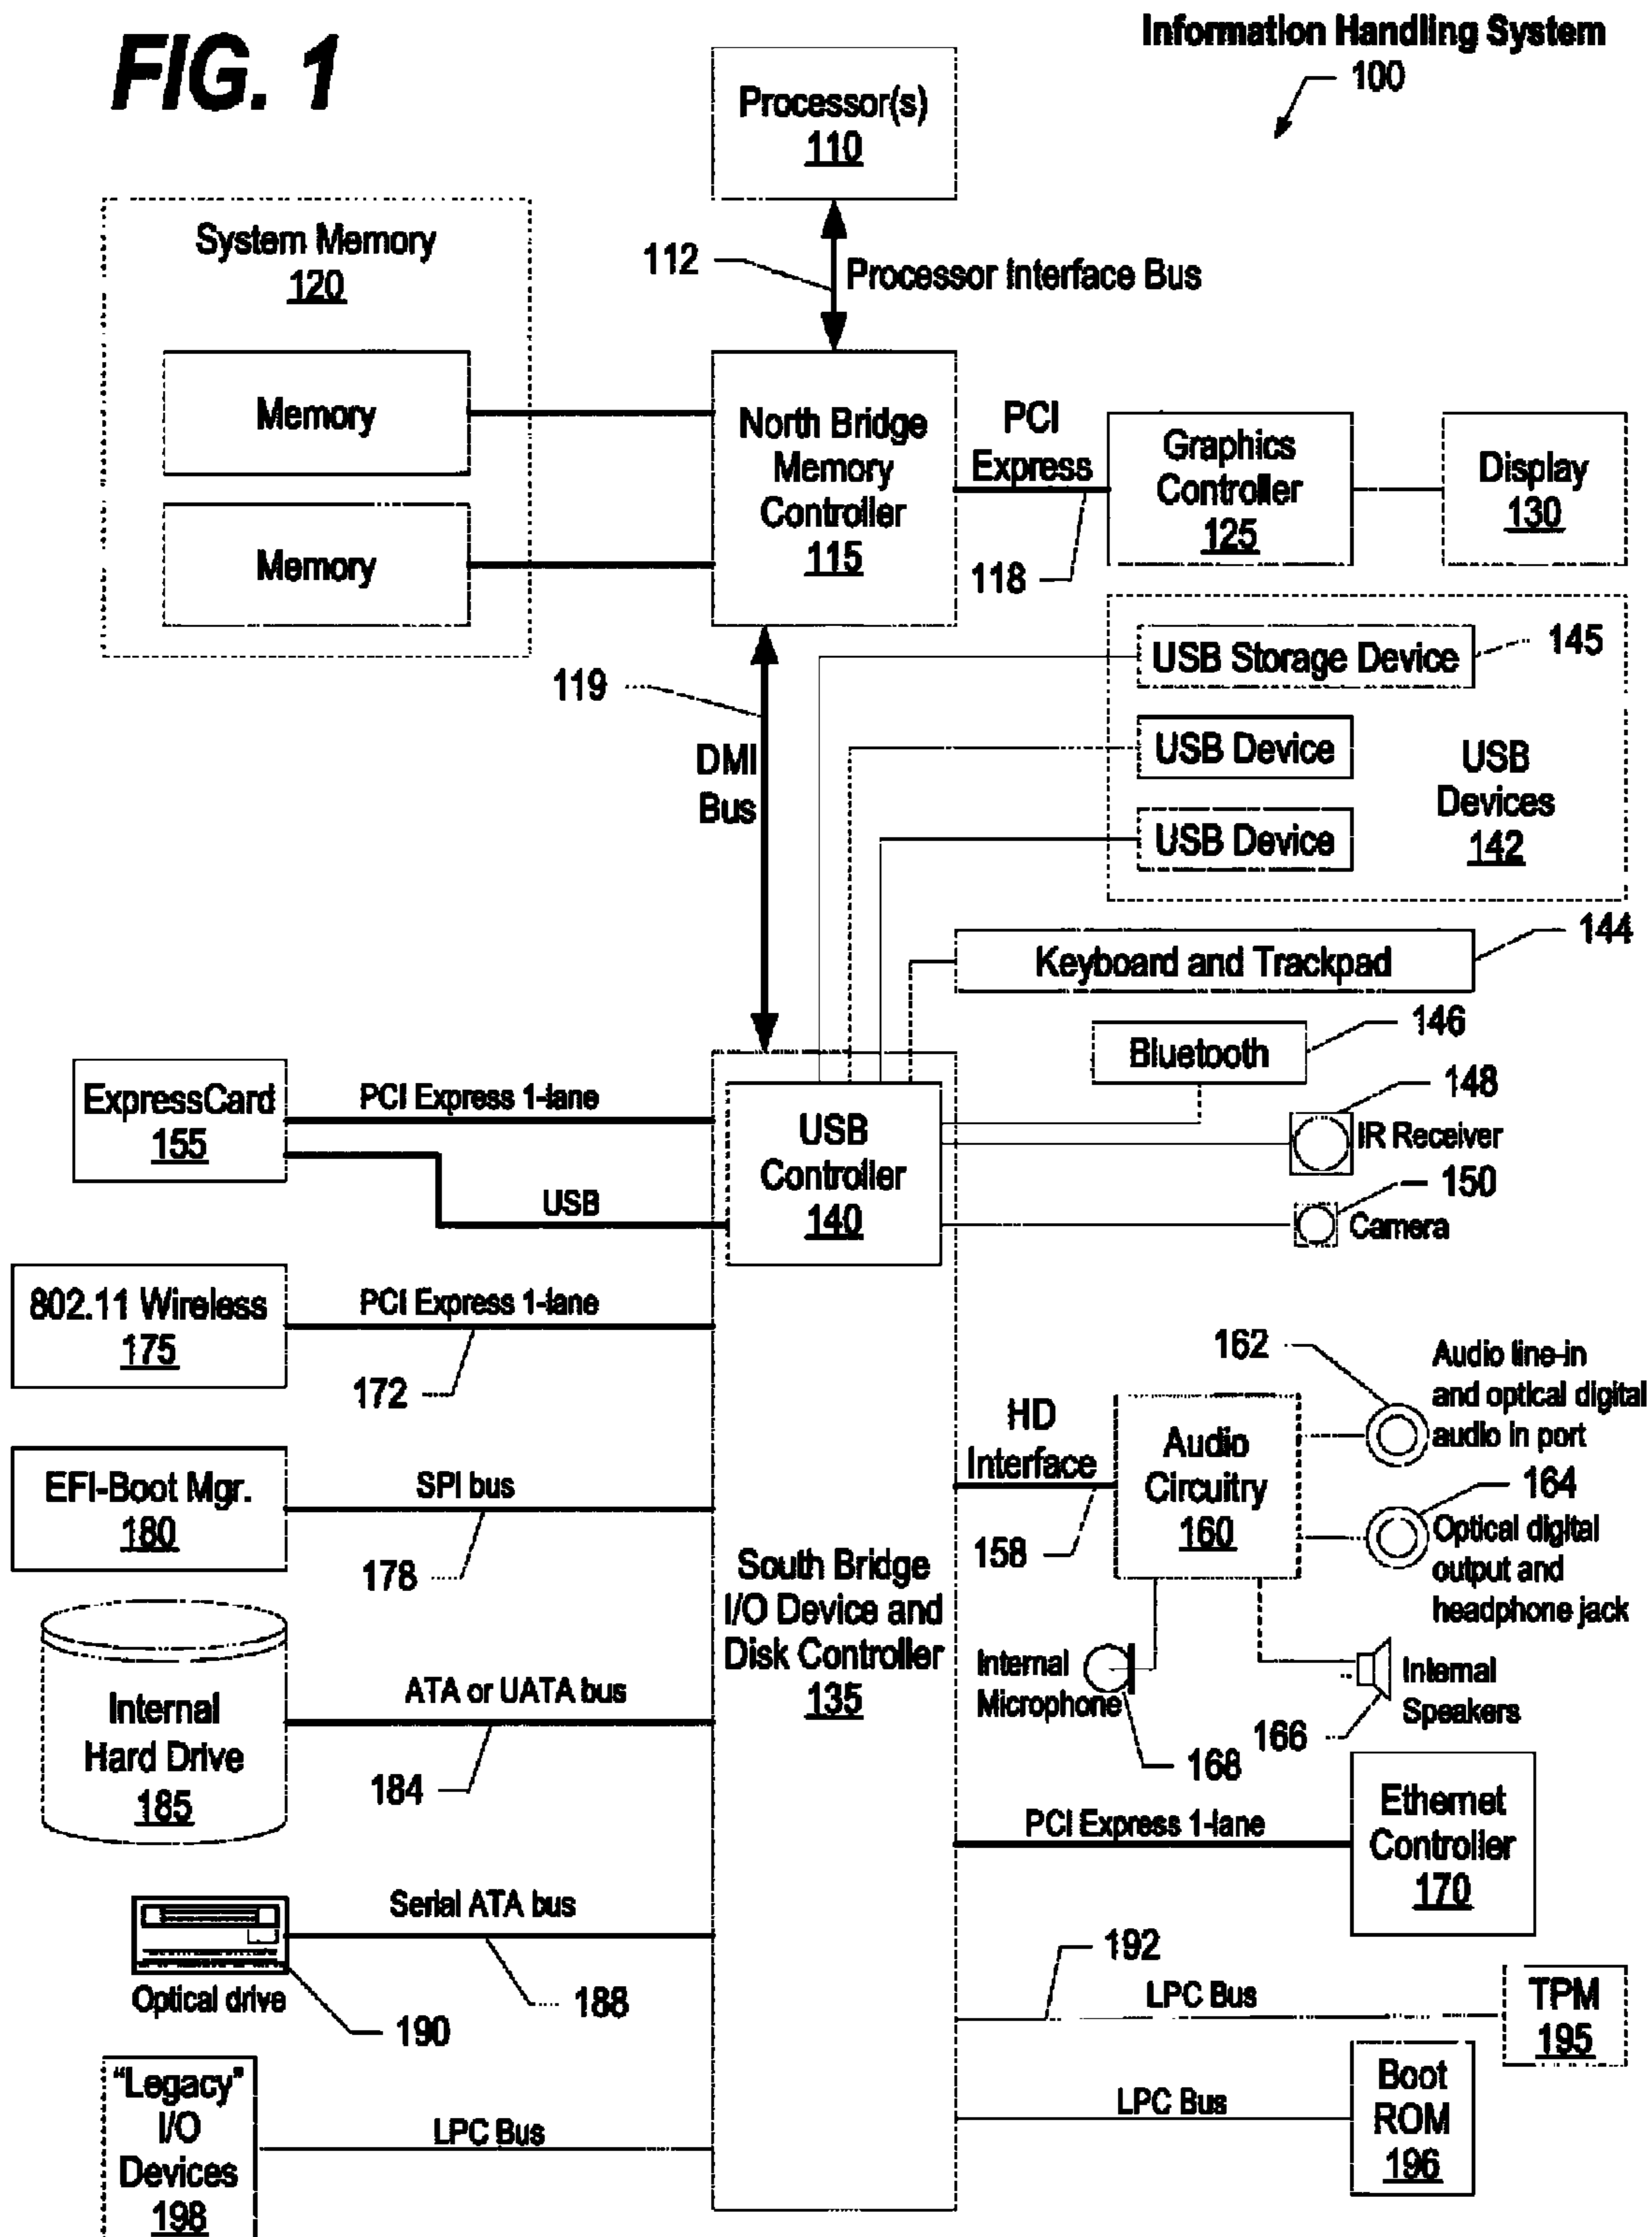 FIG. 1
Information Handling System
100
Processor(s)
110
System Memory
120
112
Processor Interface Bus
Memory
Memory
North Bridge
Memory
Controller
115
PCI
Express
118
Graphics
Controller
125
Display
130
119
DMI
Bus
USB Storage Device
145
USB Device
USB Device
USB
Devices
142
Keyboard and Trackpad
144
Bluetooth
146
148
IR Receiver
150
Camera
ExpressCard
155
PCI Express 1-lane
USB
USB
Controller
140
802.11 Wireless
175
PCI Express 1-lane
172
162
Audio line-in
and optical digital
audio in port
HD
Interface
158
Audio
Circuitry
160
164
Optical digital
output and
headphone jack
EFI-Boot Mgr.
180
SPI bus
178
South Bridge
I/O Device and
Disk Controller
135
Internal
Microphone
168
Internal
Speakers
166
Internal
Hard Drive
185
ATA or UATA bus
184
PCI Express 1-lane
Ethernet
Controller
170
Serial ATA bus
188
Optical drive
190
192
LPC Bus
TPM
195
"Legacy"
I/O
Devices
198
LPC Bus
LPC Bus
Boot
ROM
196